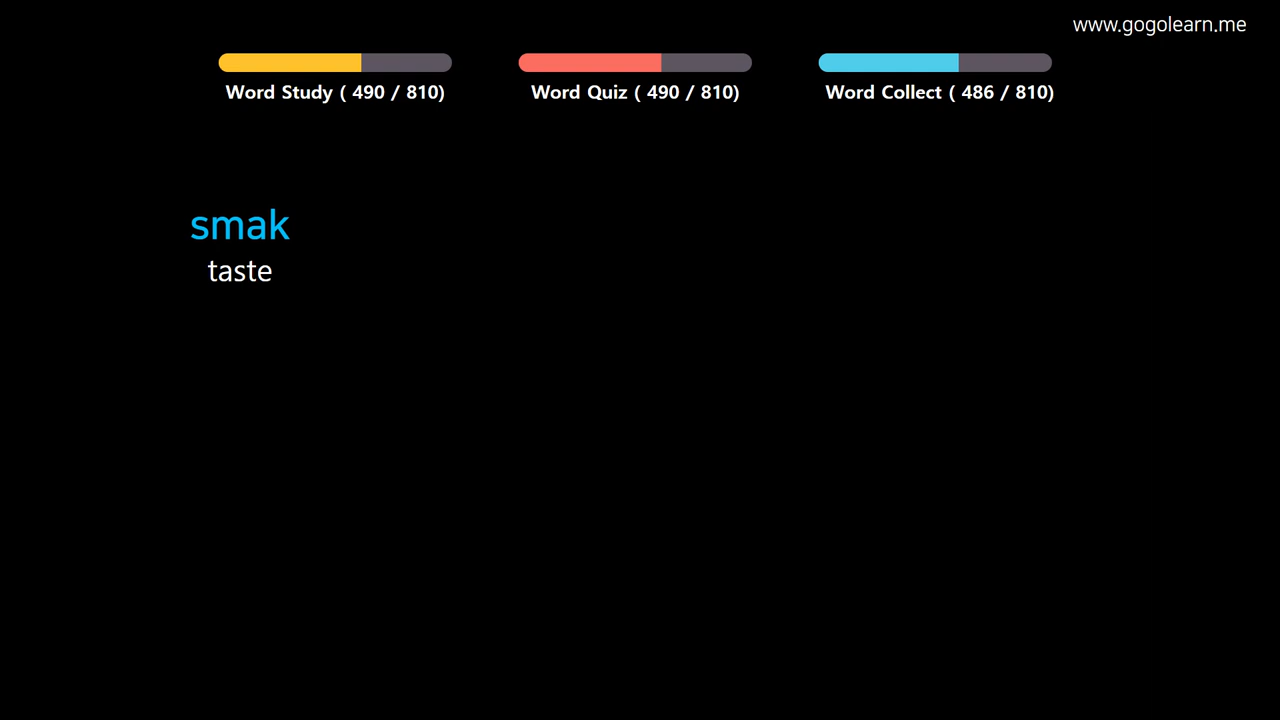 www.gogolearn.me
Word Study ( 490 / 810)
Word Quiz ( 490 / 810)
Word Collect ( 486 / 810)
smak
taste